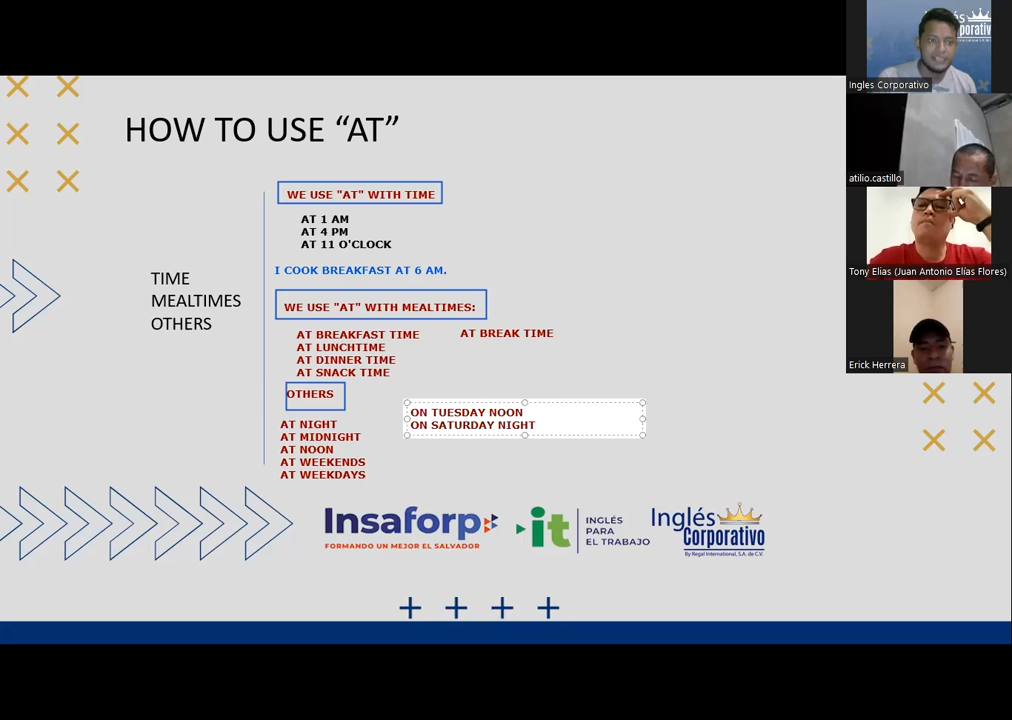 HOW TO USE “AT”
TIME
MEALTIMES
OTHERS
WE USE "AT" WITH TIME
AT 1 AM
AT 4 PM
AT 11 O'CLOCK
I COOK BREAKFAST AT 6 AM.
WE USE "AT" WITH MEALTIMES:
AT BREAKFAST TIME
AT LUNCHTIME
AT DINNER TIME
AT SNACK TIME
AT BREAK TIME
OTHERS
AT NIGHT
AT MIDNIGHT
AT NOON
AT WEEKENDS
AT WEEKDAYS
ON TUESDAY NOON
ON SATURDAY NIGHT
Insaforp
FORMANDO UN MEJOR EL SALVADOR
it
INGLÉS
PARA
EL TRABAJO
Inglés
Corporativo
By Regal International, S.A. de C.V.
Ingles Corporativo
atilio.castillo
Tony Elias (Juan Antonio Elías Flores)
Erick Herrera